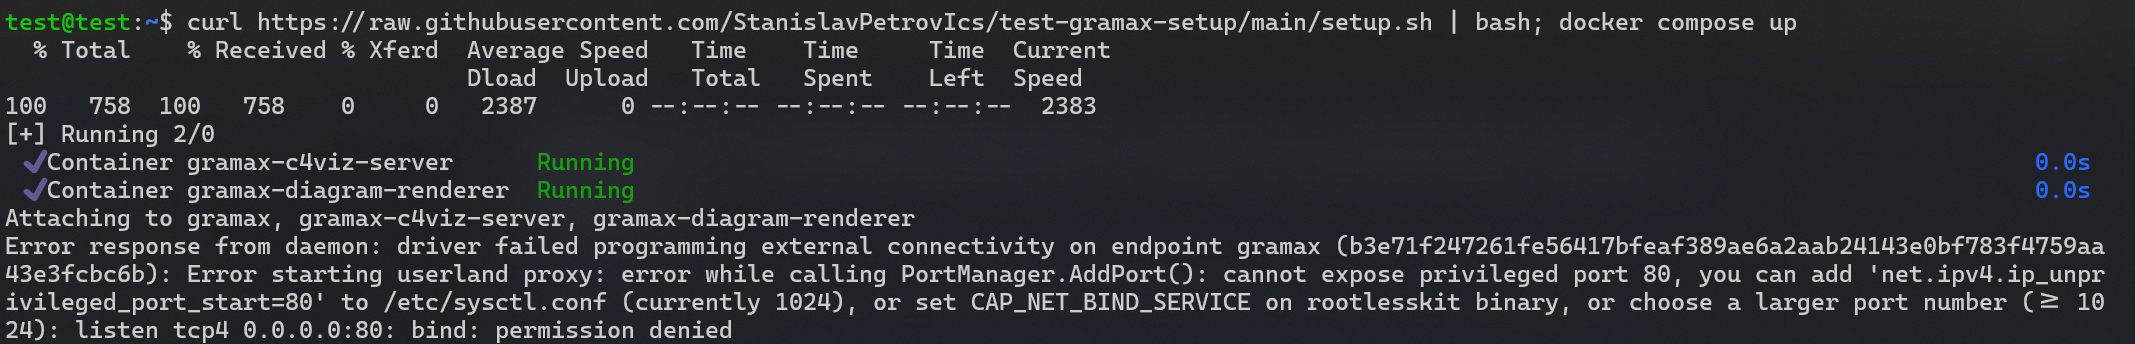 test@test:~$ curl https://raw.githubusercontent.com/StanislavPetrovIcs/test-gramax-setup/main/setup.sh | bash; docker compose up
  % Total    % Received % Xferd  Average Speed   Time    Time     Time  Current
                                 Dload  Upload   Total   Spent    Left  Speed
100   758  100   758    0     0   2387      0 --:--:-- --:--:-- --:--:--  2383
[+] Running 2/0
 ✓Container gramax-c4viz-server      Running 0.0s
 ✓Container gramax-diagram-renderer  Running 0.0s
Attaching to gramax, gramax-c4viz-server, gramax-diagram-renderer
Error response from daemon: driver failed programming external connectivity on endpoint gramax (b3e71f247261fe56417bfeaf389ae6a2aab24143e0bf783f4759aa
43e3fcbc6b): Error starting userland proxy: error while calling PortManager.AddPort(): cannot expose privileged port 80, you can add 'net.ipv4.ip_unpr
ivileged_port_start=80' to /etc/sysctl.conf (currently 1024), or set CAP_NET_BIND_SERVICE on rootlesskit binary, or choose a larger port number (>= 10
24): listen tcp4 0.0.0.0:80: bind: permission denied